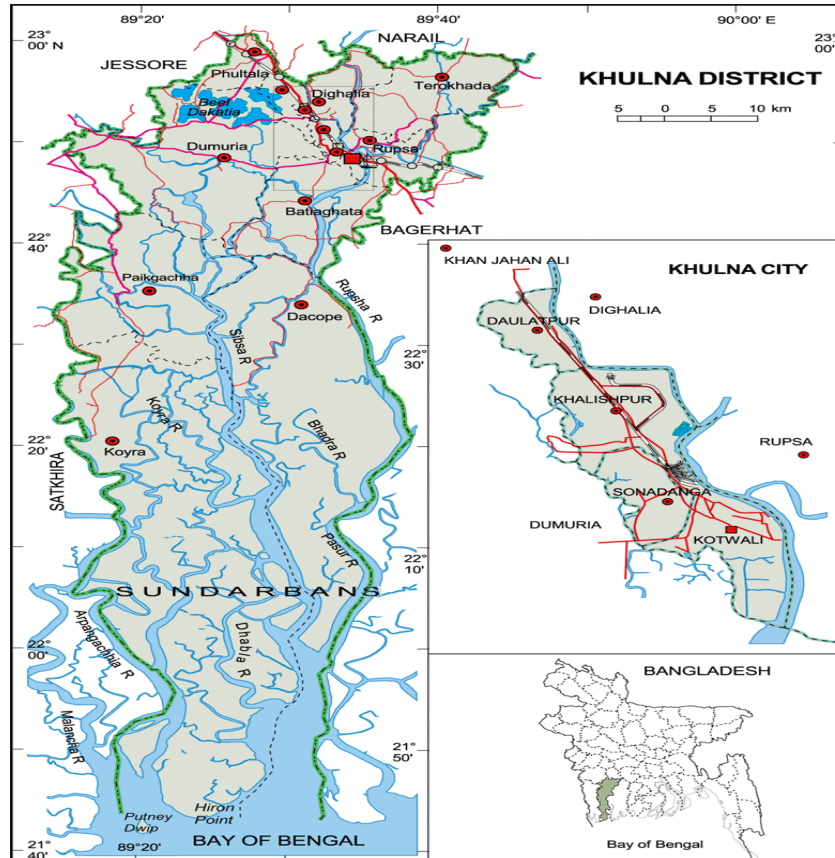 89°20'
89°40'
90°00' E
23°
00' N
23°
00'
NARAIL
JESSORE
Phultala
Dighalia
Terokhada
Beel
Dakatia
Dumuria
Rupsa
Batiaghata
BAGERHAT
KHULNA DISTRICT
5 0 5 10 km
22°
40'
Paikgachha
Dacope
Rupsha R
Sibsa R
22°
30'
Koyra R
Bhadra R
22°
20'
Koyra
SATKHIRA
Pasur R
22°
10'
SUNDARBANS
Arpangachhia R
Dhabla R
22°
00'
Malancha R
21°
50'
Hiron
Point
Putney
Dwip
BAY OF BENGAL
21°
40'
89°20'
KHAN JAHAN ALI
KHULNA CITY
DIGHALIA
DAULATPUR
KHALISHPUR
RUPSA
SONADANGA
DUMURIA
KOTWALI
BANGLADESH
Bay of Bengal